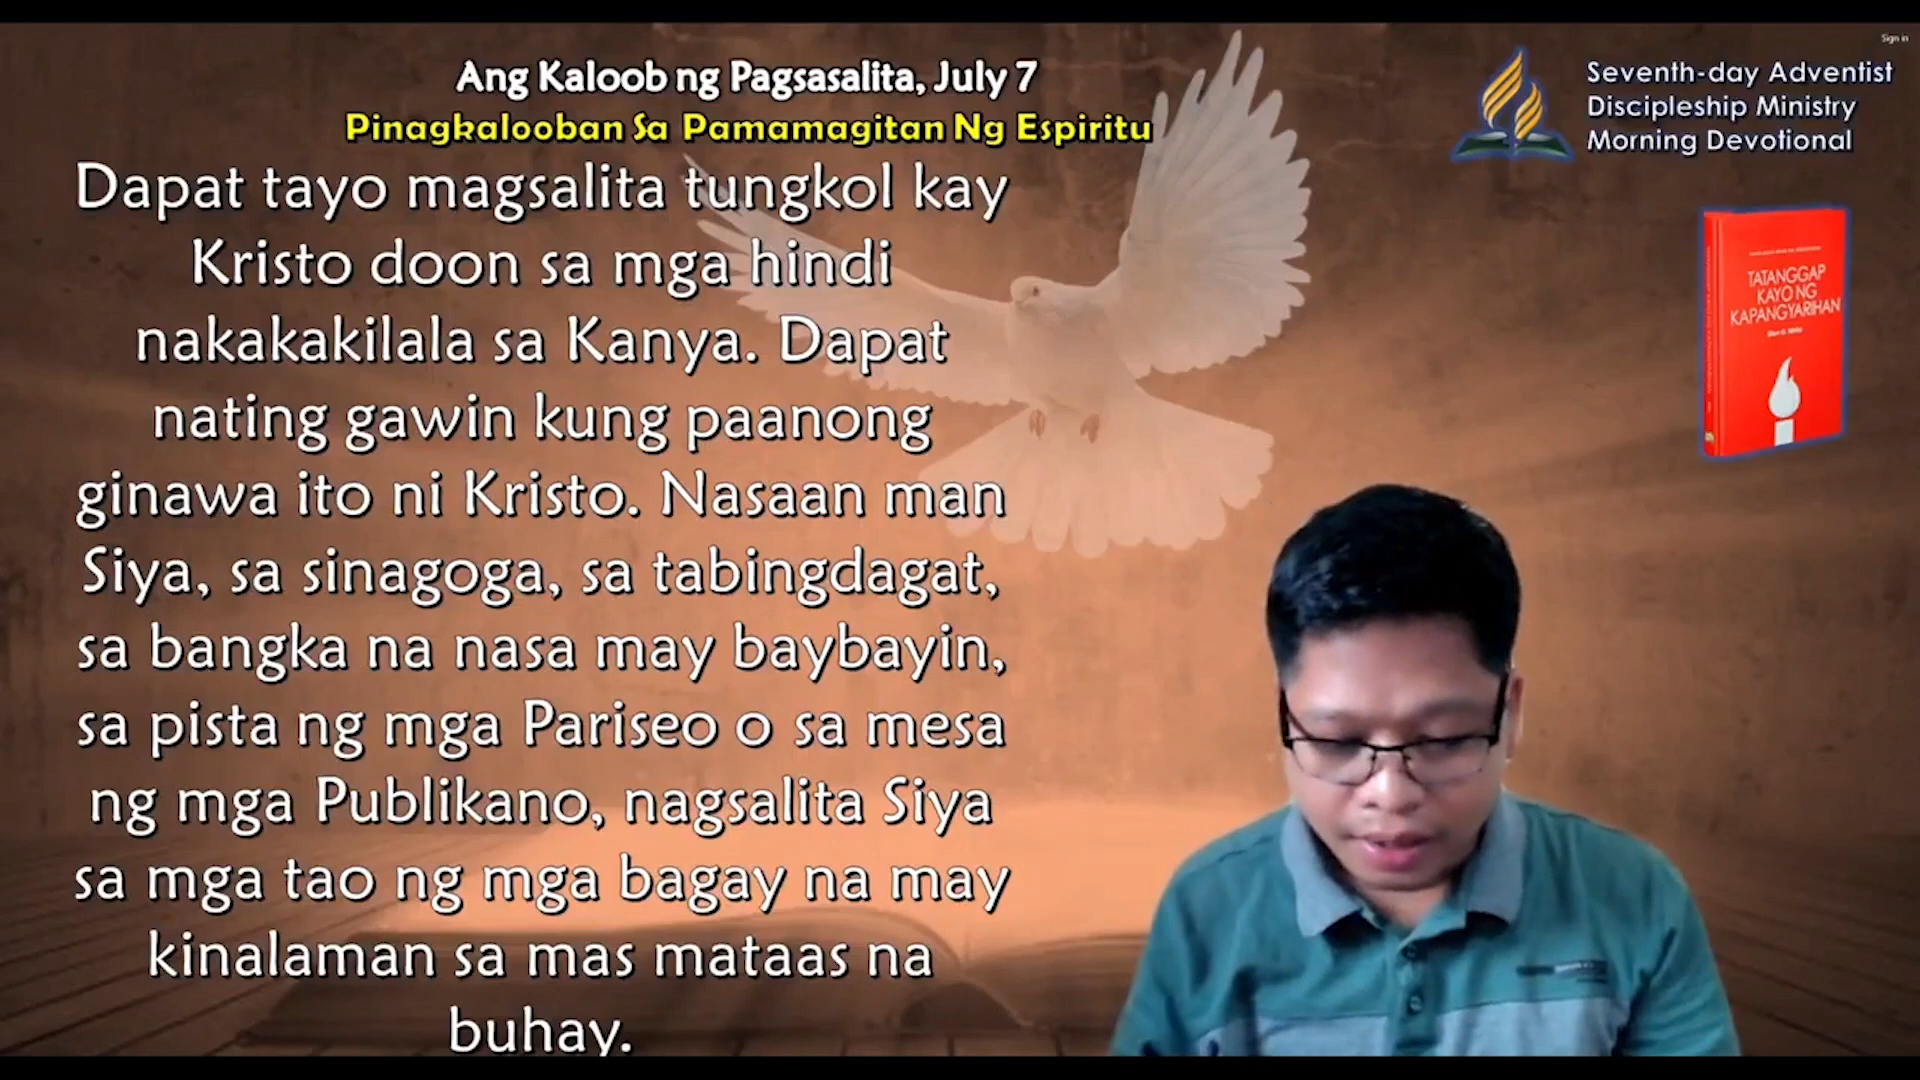 Sign in
Ang Kaloob ng Pagsasalita, July 7
Pinagkalooban Sa Pamamagitan Ng Espiritu
Seventh-day Adventist
Discipleship Ministry
Morning Devotional
Dapat tayo magsalita tungkol kay
Kristo doon sa mga hindi
nakakakilala sa Kanya. Dapat
nating gawin kung paanong
ginawa ito ni Kristo. Nasaan man
Siya, sa sinagoga, sa tabingdagat,
sa bangka na nasa may baybayin,
sa pista ng mga Pariseo o sa mesa
ng mga Publikano, nagsalita Siya
sa mga tao ng mga bagay na may
kinalaman sa mas mataas na
buhay.
TATANGGAP
KAYO NG
KAPANGYARIHAN
Ellen G. White